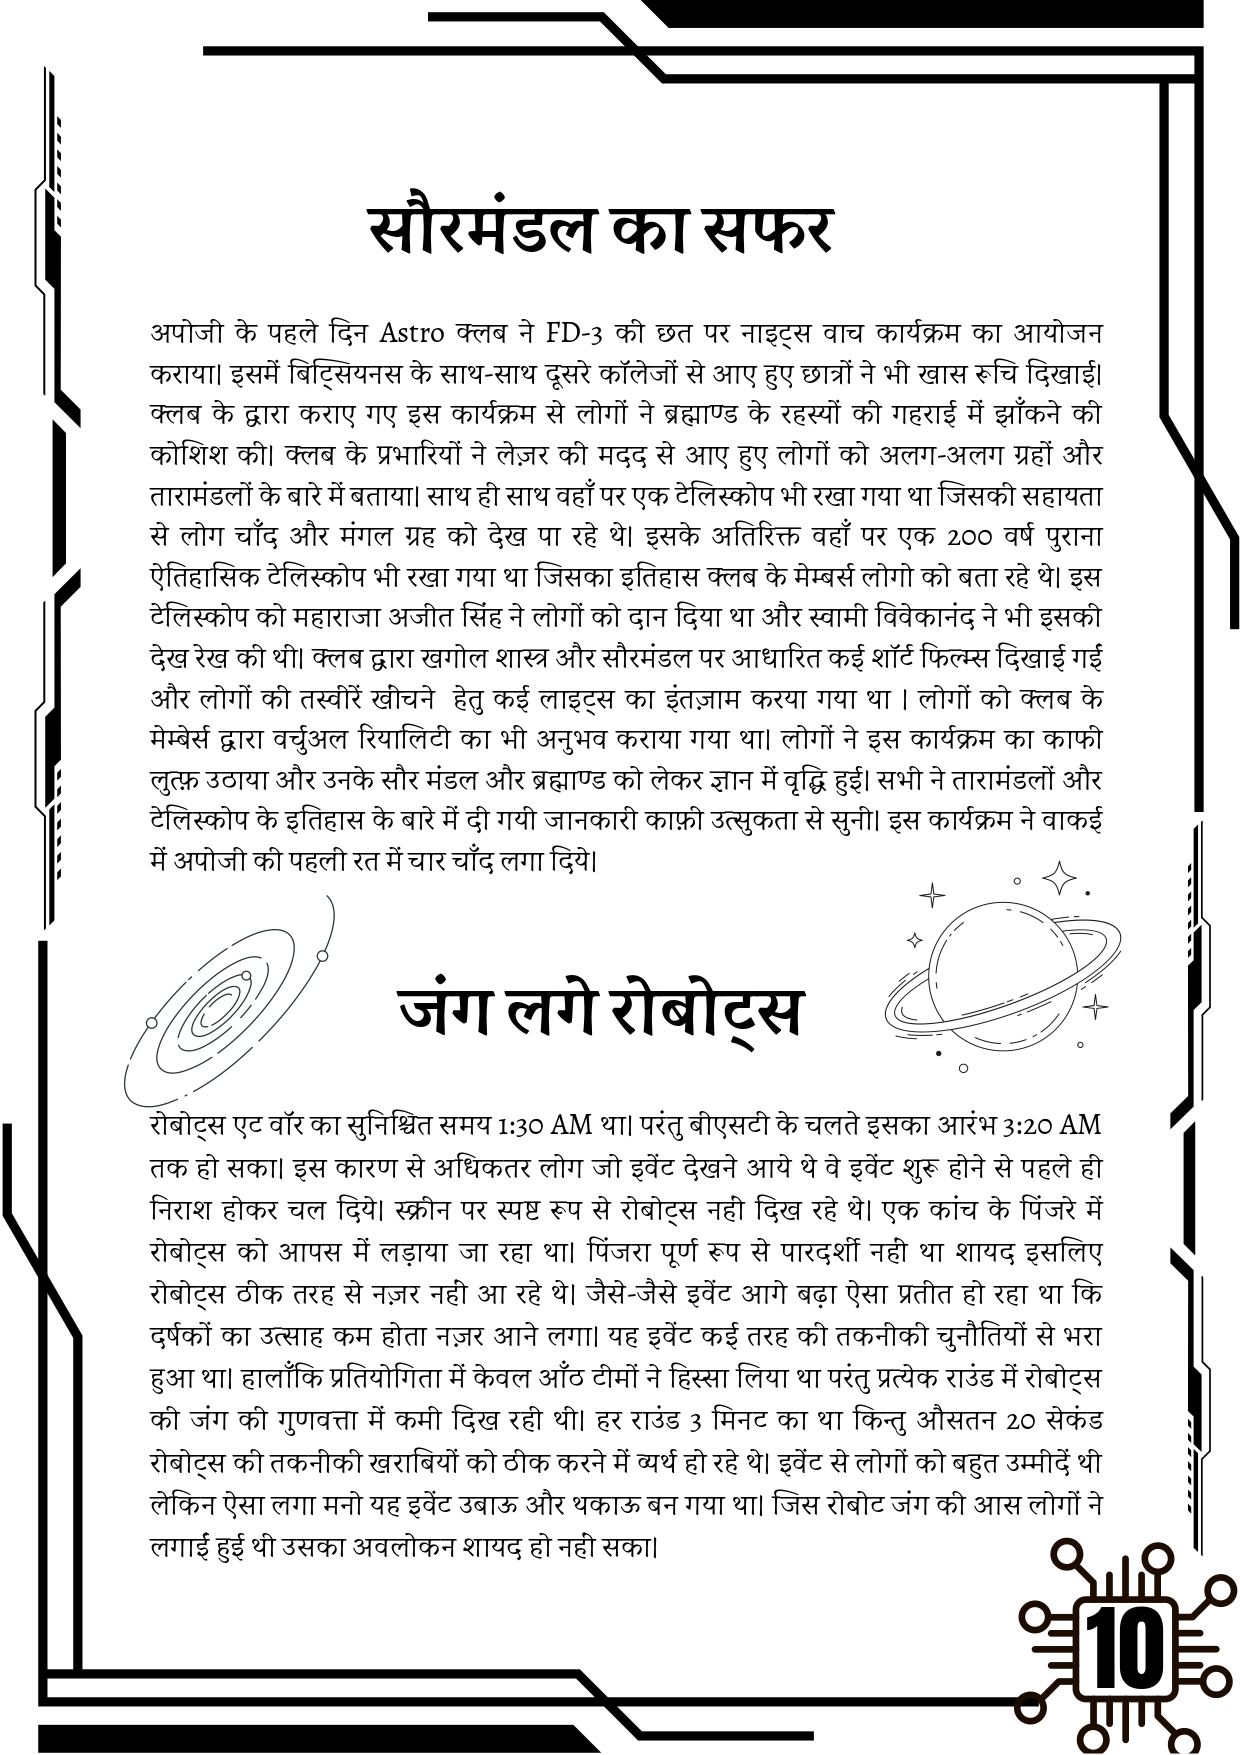 सौरमंडल का सफर
अपोजी के पहले दिन Astro क्लब ने FD-3 की छत पर नाइट्स वाच कार्यक्रम का आयोजन
कराया। इसमें बिट्सियनस के साथ-साथ दूसरे कॉलेजों से आए हुए छात्रों ने भी खास रूचि दिखाई।
क्लब के द्वारा कराए गए इस कार्यक्रम से लोगों ने ब्रह्माण्ड के रहस्यों की गहराई में झाँकने की
कोशिश की। क्लब के प्रभारियों ने लेज़र की मदद से आए हुए लोगों को अलग-अलग ग्रहों और
तारामंडलों के बारे में बताया। साथ ही साथ वहाँ पर एक टेलिस्कोप भी रखा गया था जिसकी सहायता
से लोग चाँद और मंगल ग्रह को देख पा रहे थे। इसके अतिरिक्त वहाँ पर एक 200 वर्ष पुराना
ऐतिहासिक टेलिस्कोप भी रखा गया था जिसका इतिहास क्लब के मेम्बर्स लोगो को बता रहे थे। इस
टेलिस्कोप को महाराजा अजीत सिंह ने लोगों को दान दिया था और स्वामी विवेकानंद ने भी इसकी
देख रेख की थी। क्लब द्वारा खगोल शास्त्र और सौरमंडल पर आधारित कई शॉर्ट फिल्म्स दिखाई गईं
और लोगों की तस्वीरें खींचने हेतु कई लाइट्स का इंतज़ाम करया गया था । लोगों को क्लब के
मेम्बेर्स द्वारा वर्चुअल रियालिटी का भी अनुभव कराया गया था। लोगों ने इस कार्यक्रम का काफी
लुत्फ़ उठाया और उनके सौर मंडल और ब्रह्माण्ड को लेकर ज्ञान में वृद्धि हुई। सभी ने तारामंडलों और
टेलिस्कोप के इतिहास के बारे में दी गयी जानकारी काफ़ी उत्सुकता से सुनी। इस कार्यक्रम ने वाकई
में अपोजी की पहली रत में चार चाँद लगा दिये।
जंग लगे रोबोट्स
रोबोट्स एट वॉर का सुनिश्चित समय 1:30 AM था। परंतु बीएसटी के चलते इसका आरंभ 3:20 AM
तक हो सका। इस कारण से अधिकतर लोग जो इवेंट देखने आये थे वे इवेंट शुरू होने से पहले ही
निराश होकर चल दिये। स्क्रीन पर स्पष्ट रूप से रोबोट्स नहीं दिख रहे थे। एक कांच के पिंजरे में
रोबोट्स को आपस में लड़ाया जा रहा था। पिंजरा पूर्ण रूप से पारदर्शी नहीं था शायद इसलिए
रोबोट्स ठीक तरह से नज़र नहीं आ रहे थे। जैसे-जैसे इवेंट आगे बढ़ा ऐसा प्रतीत हो रहा था कि
दर्षकों का उत्साह कम होता नज़र आने लगा। यह इवेंट कई तरह की तकनीकी चुनौतियों से भरा
हुआ था। हालाँकि प्रतियोगिता में केवल आँठ टीमों ने हिस्सा लिया था परंतु प्रत्येक राउंड में रोबोट्स
की जंग की गुणवत्ता में कमी दिख रही थी। हर राउंड 3 मिनट का था किन्तु औसतन 20 सेकंड
रोबोट्स की तकनीकी खराबियों को ठीक करने में व्यर्थ हो रहे थे। इवेंट से लोगों को बहुत उम्मीदें थी
लेकिन ऐसा लगा मनो यह इवेंट उबाऊ और थकाऊ बन गया था। जिस रोबोट जंग की आस लोगों ने
लगाईं हुई थी उसका अवलोकन शायद हो नहीं सका।
10